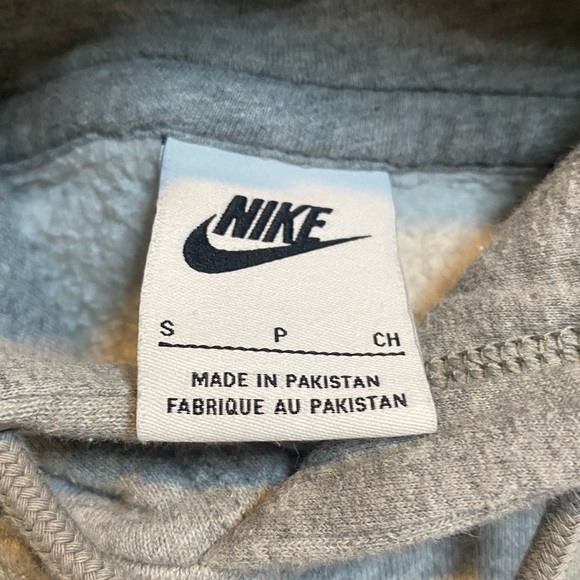 NIKE
S P CH
MADE IN PAKISTAN
FABRIQUE AU PAKISTAN